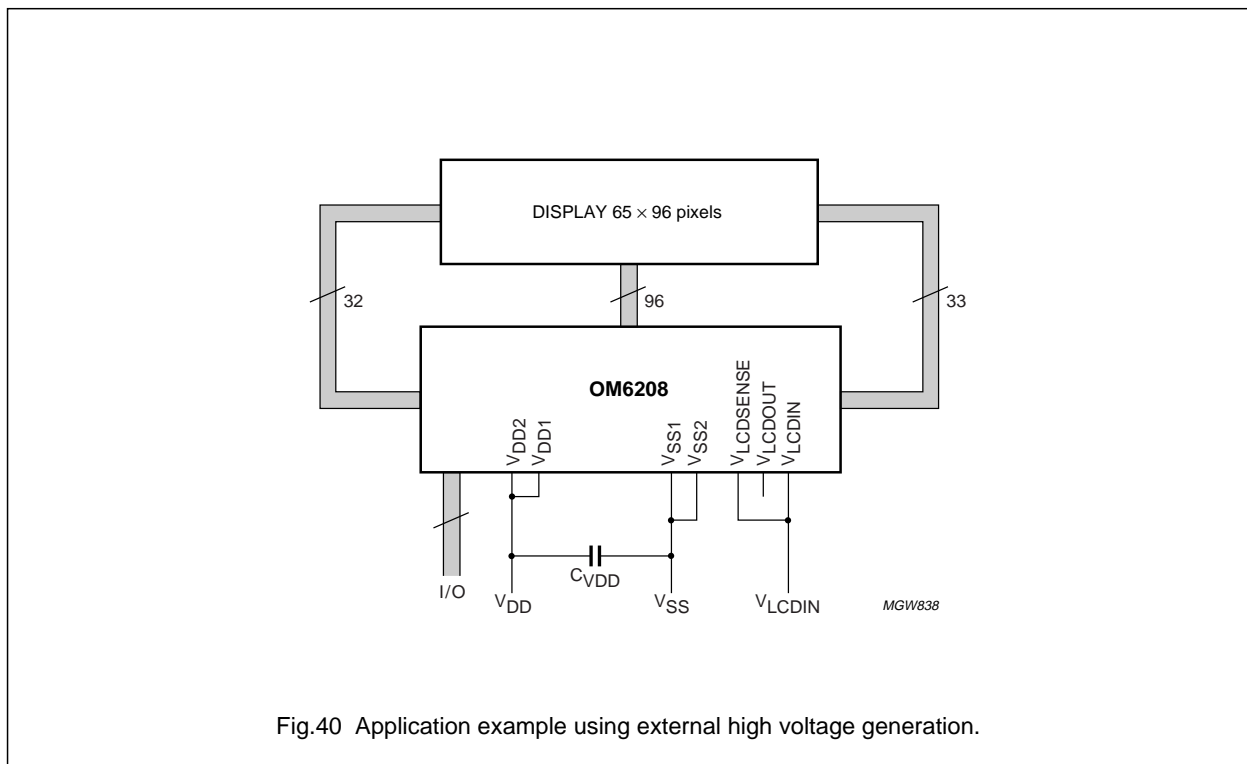 DISPLAY 65 × 96 pixels
32
96
33
OM6208
VDD2
VDD1
VSS1
VSS2
VLCDSENSE
VLCDOUT
VLCDIN
I/O
VDD
CVDD
VSS
VLCDIN
MGW838
Fig.40 Application example using external high voltage generation.